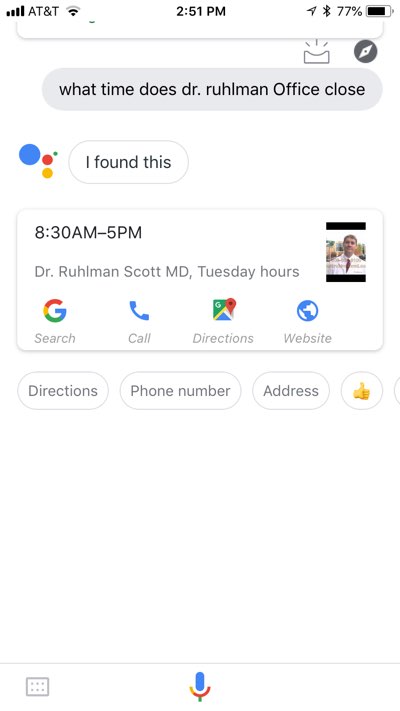 AT&T 2:51 PM 77%
what time does dr. ruhlman Office close
I found this
8:30AM–5PM
Dr. Ruhlman Scott MD, Tuesday hours
Search Call Directions Website
Directions Phone number Address